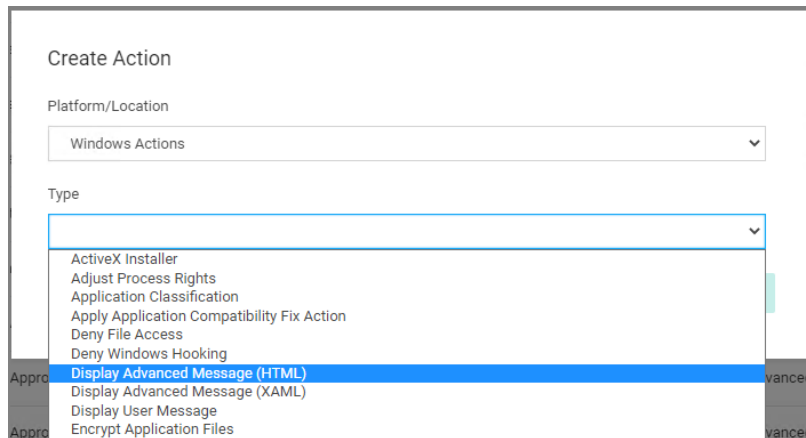 Create Action
Platform/Location
Windows Actions
Type
ActiveX Installer
Adjust Process Rights
Application Classification
Apply Application Compatibility Fix Action
Deny File Access
Deny Windows Hooking
Display Advanced Message (HTML)
Display Advanced Message (XAML)
Display User Message
Encrypt Application Files